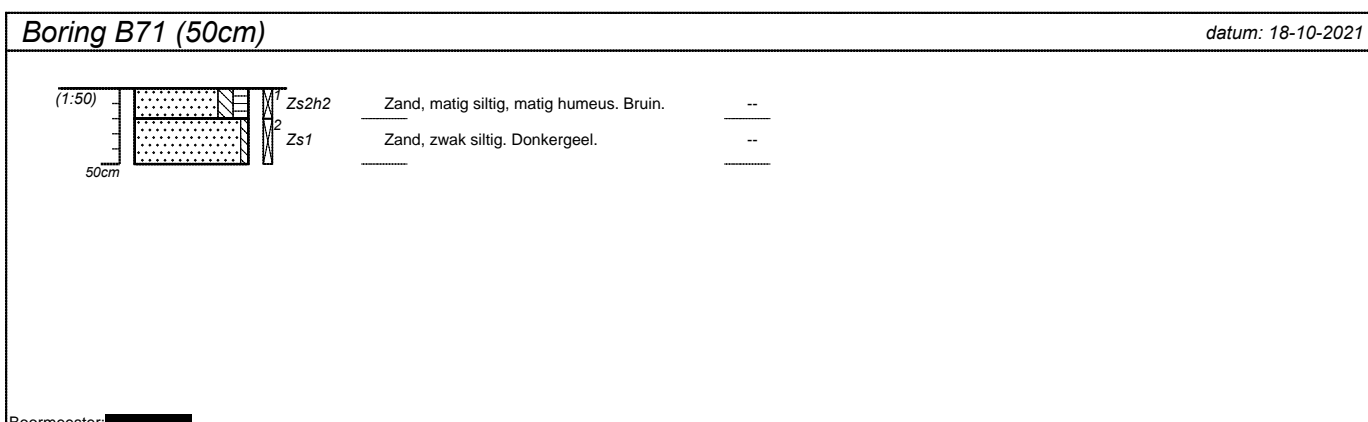 Boring B71 (50cm) datum: 18-10-2021
(1:50) 1 Zs2h2 Zand, matig siltig, matig humeus. Bruin. --
2 Zs1 Zand, zwak siltig. Donkergeel. --
50cm
Boormeester: